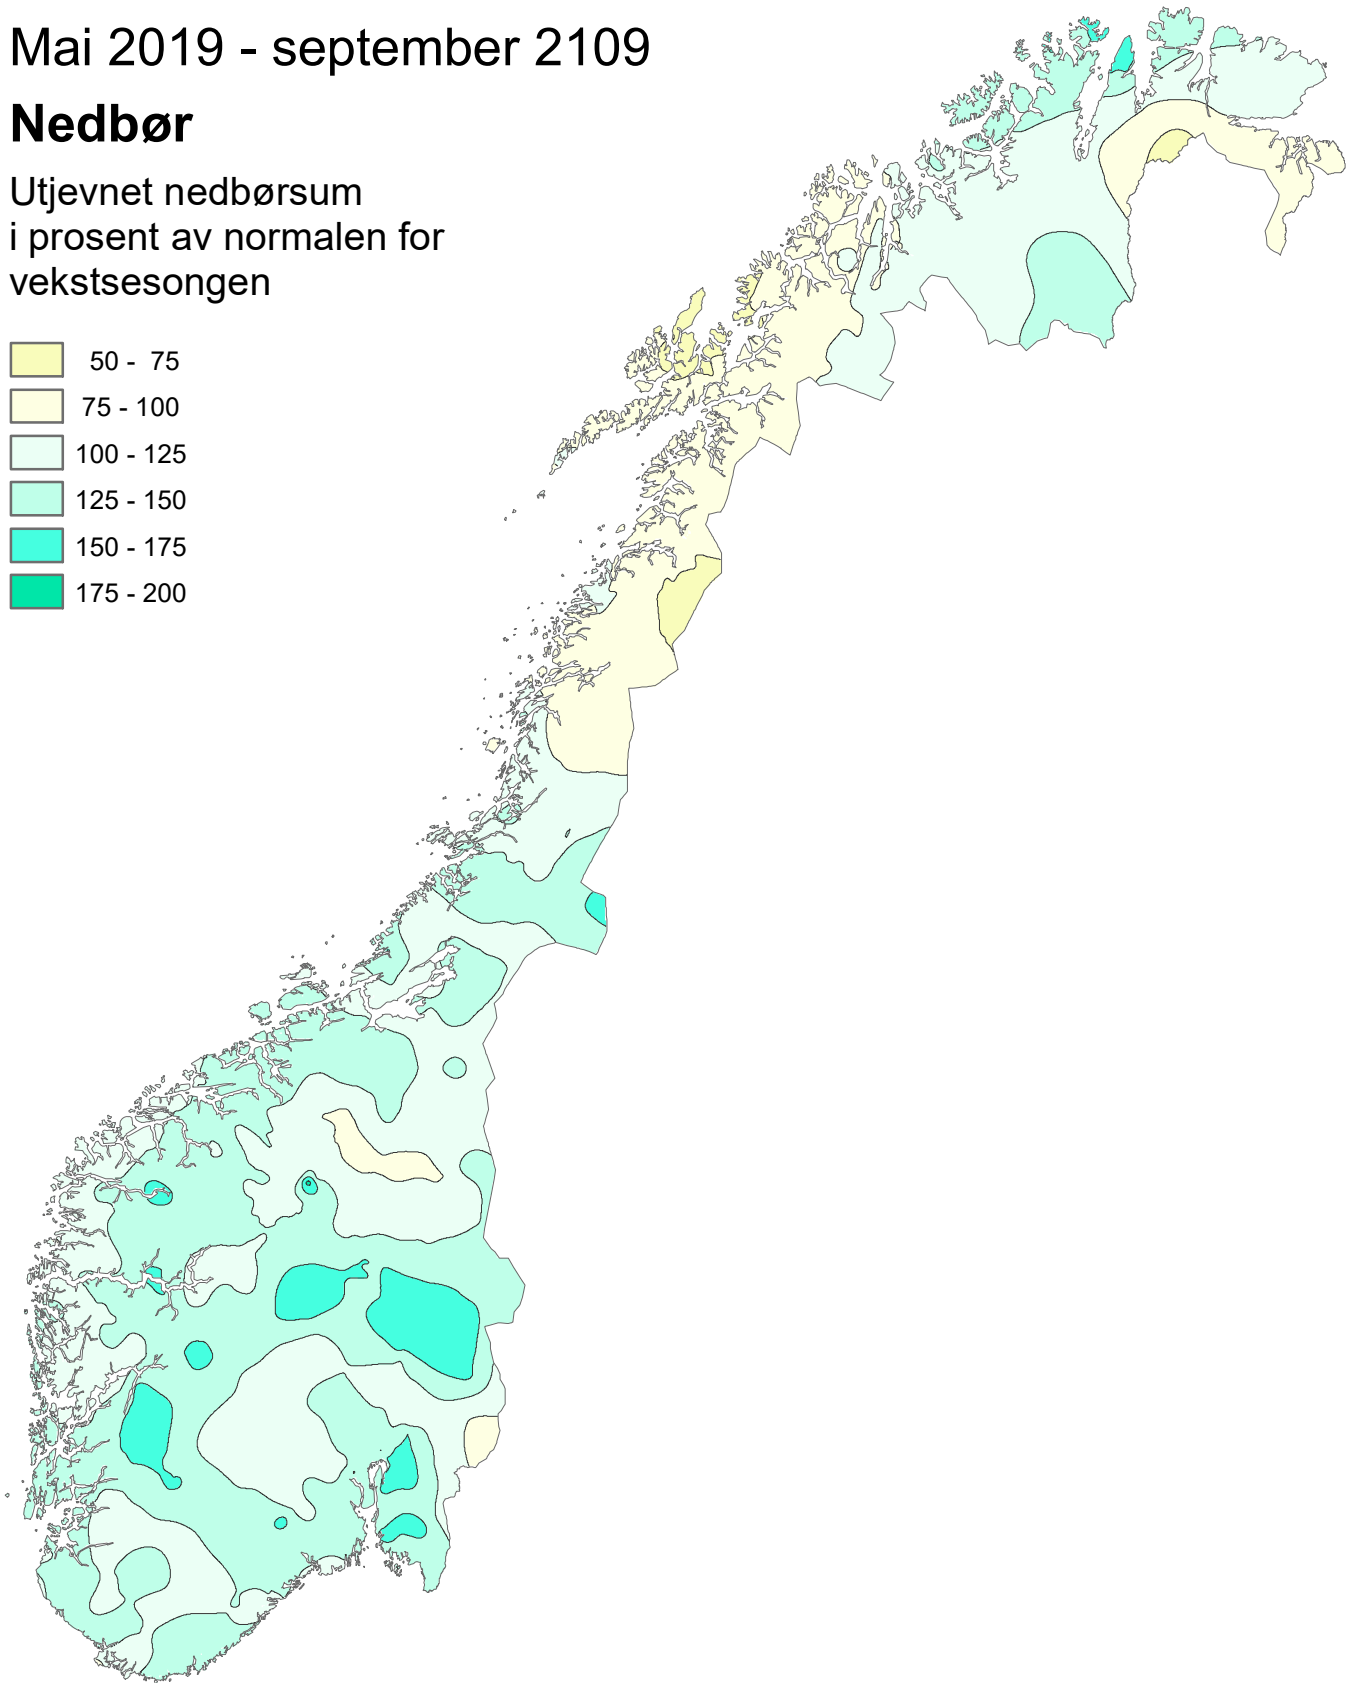 Mai 2019 - september 2109
Nedbør
Utjevnet nedbørsum
i prosent av normalen for
vekstsesongen
50 - 75
75 - 100
100 - 125
125 - 150
150 - 175
175 - 200